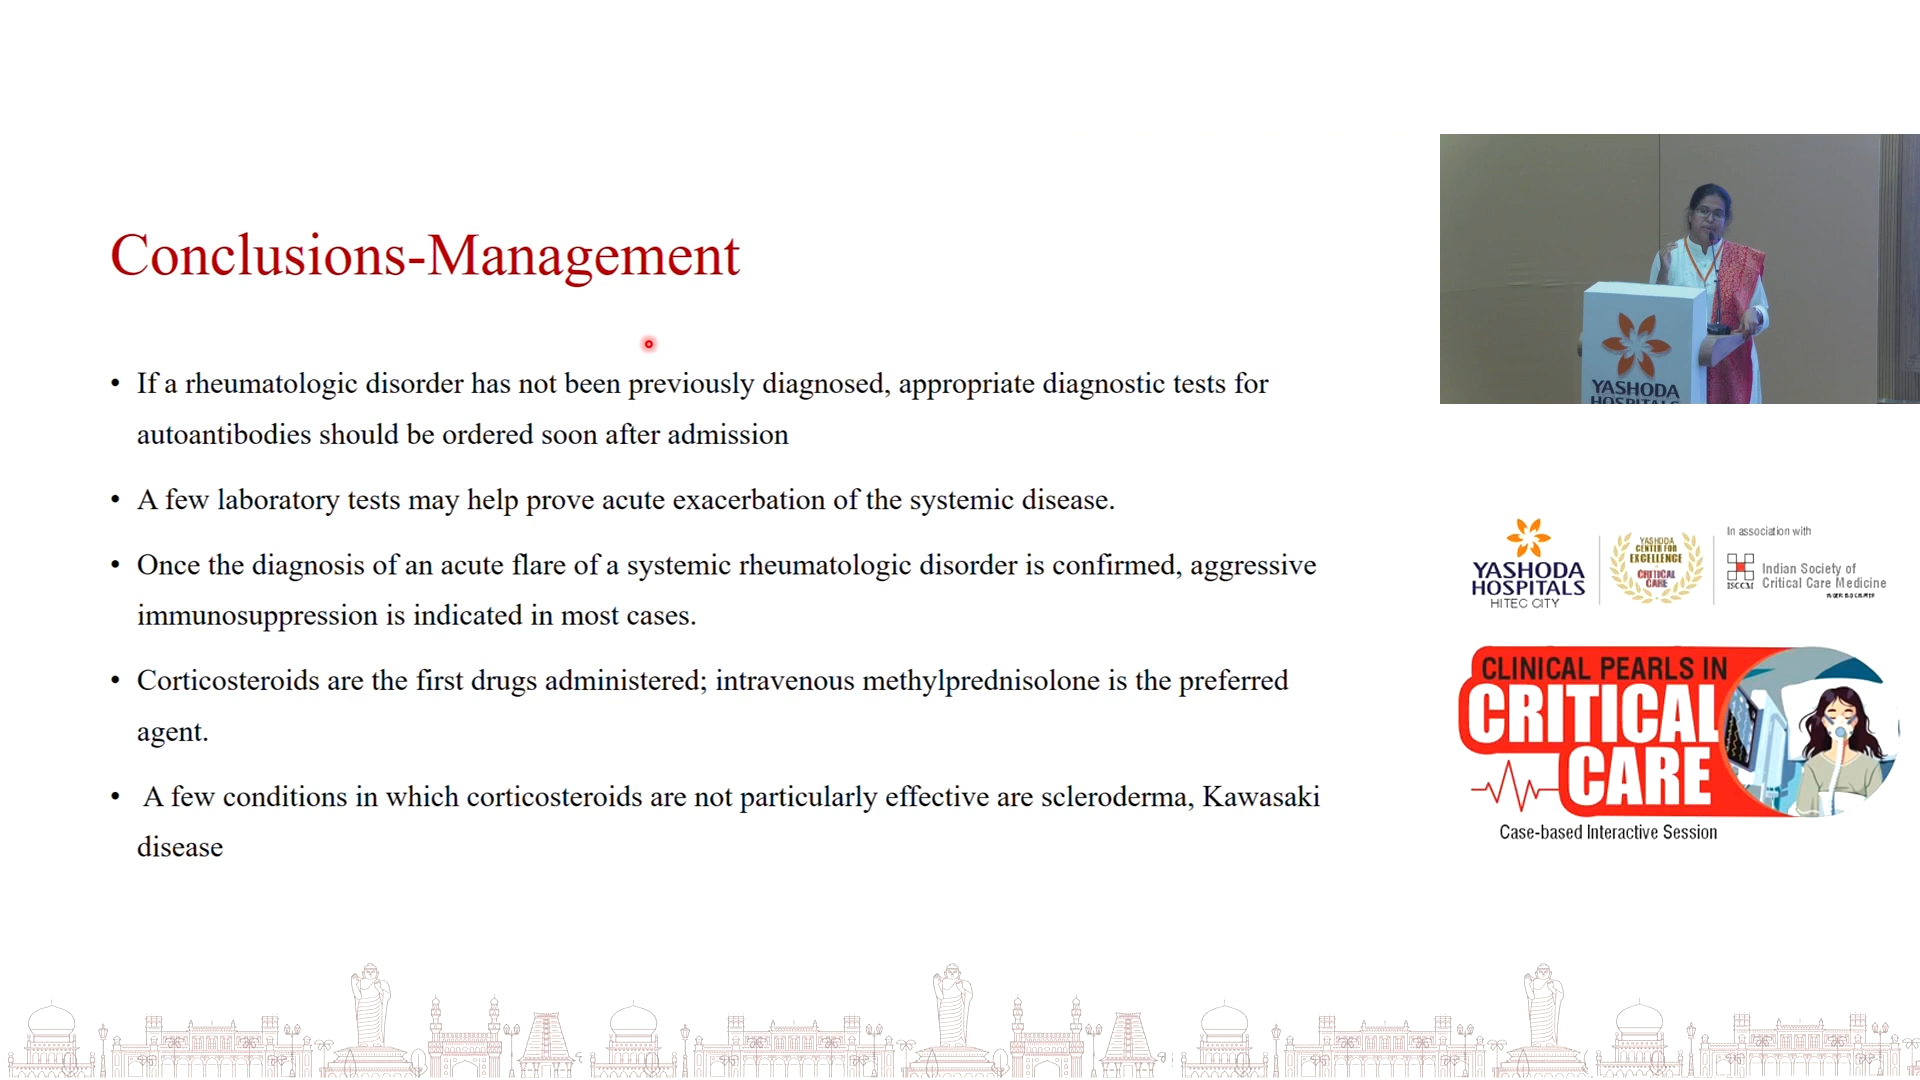 Conclusions-Management
• If a rheumatologic disorder has not been previously diagnosed, appropriate diagnostic tests for
autoantibodies should be ordered soon after admission
• A few laboratory tests may help prove acute exacerbation of the systemic disease.
• Once the diagnosis of an acute flare of a systemic rheumatologic disorder is confirmed, aggressive
immunosuppression is indicated in most cases.
• Corticosteroids are the first drugs administered; intravenous methylprednisolone is the preferred
agent.
• A few conditions in which corticosteroids are not particularly effective are scleroderma, Kawasaki
disease
YASHODA
HOSPITALS
YASHODA
HOSPITALS
HITEC CITY
YASHODA
CENTER FOR
EXCELLENCE
CRITICAL
CARE
In association with
ISCCM
Indian Society of
Critical Care Medicine
CLINICAL PEARLS IN
CRITICAL
CARE
Case-based Interactive Session